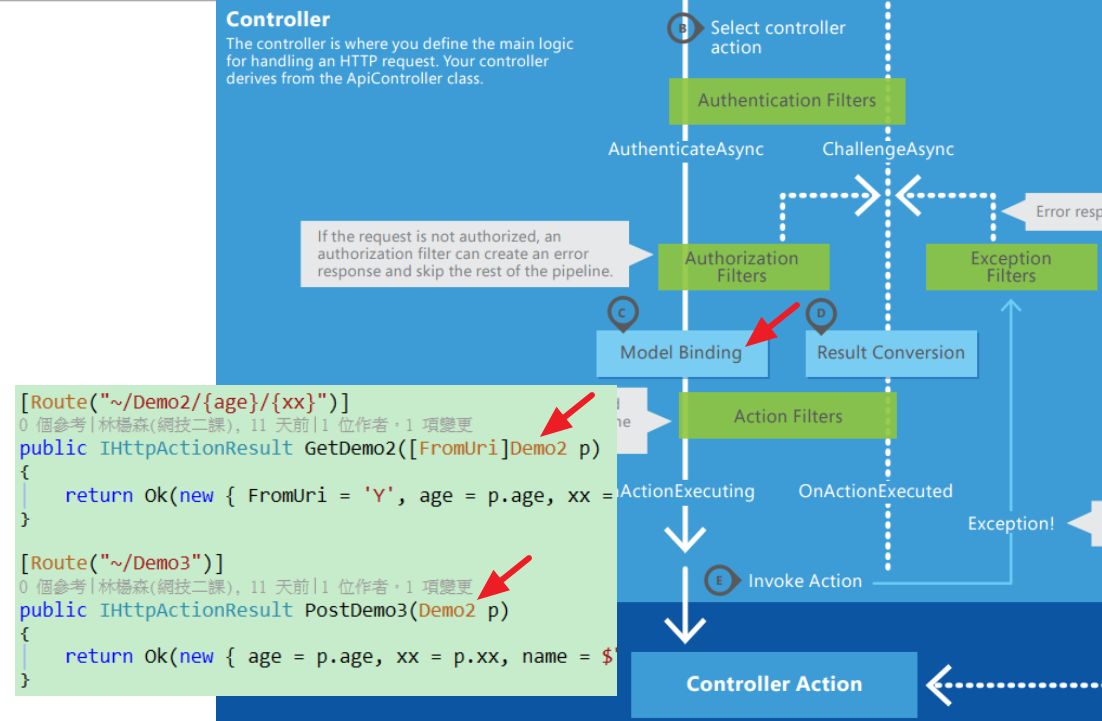 Controller
The controller is where you define the main logic
for handling an HTTP request. Your controller
derives from the ApiController class.
B
Select controller
action
Authentication Filters
AuthenticateAsync
ChallengeAsync
Error resp
If the request is not authorized, an
authorization filter can create an error
response and skip the rest of the pipeline.
Authorization
Filters
Exception
Filters
C
D
Model Binding
Result Conversion
Action Filters
ActionExecuting
OnActionExecuted
Exception!
E
Invoke Action
Controller Action
[Route("~/Demo2/{age}/{xx}")]
0 個參考|林楊森(網技二課), 11 天前|1 位作者，1 項變更
public IHttpActionResult GetDemo2([FromUri]Demo2 p)
{
return Ok(new { FromUri = 'Y', age = p.age, xx =
}
[Route("~/Demo3")]
0 個參考|林楊森(網技二課), 11 天前|1 位作者，1 項變更
public IHttpActionResult PostDemo3(Demo2 p)
{
return Ok(new { age = p.age, xx = p.xx, name = $"
}